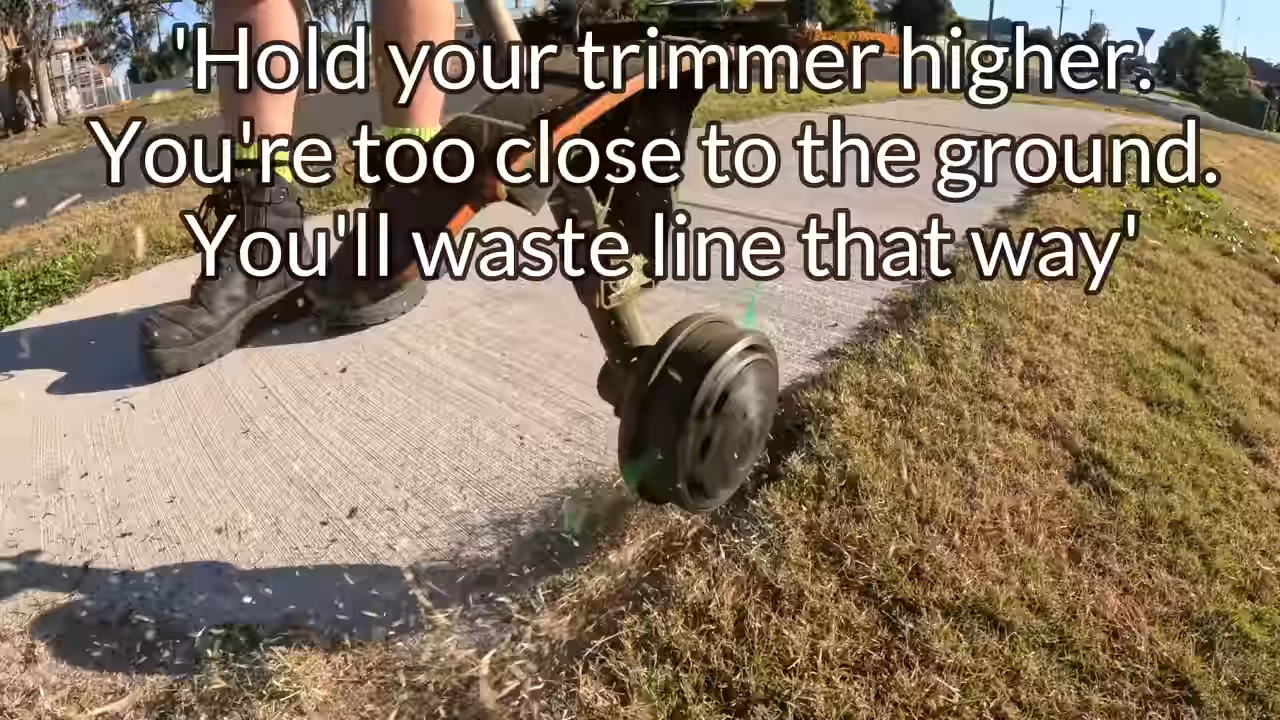 'Hold your trimmer higher.
You're too close to the ground.
You'll waste line that way'